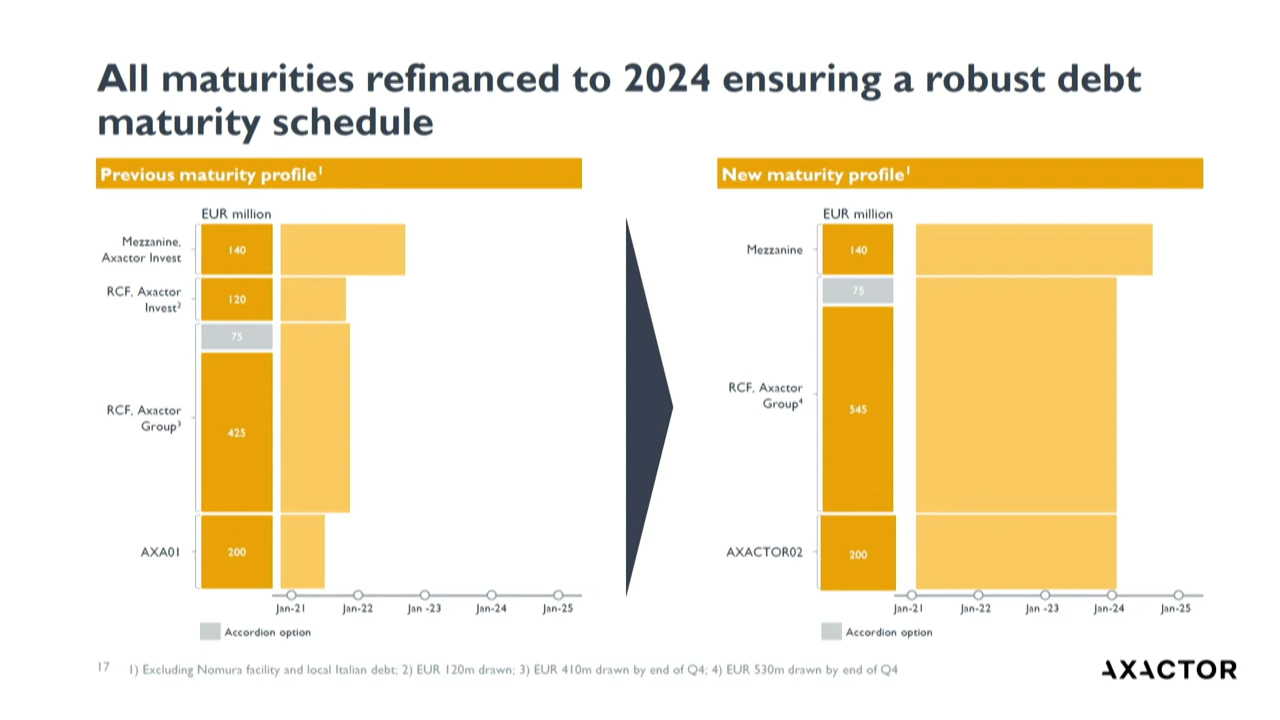 All maturities refinanced to 2024 ensuring a robust debt
maturity schedule
Previous maturity profile¹
EUR million
Mezzanine,
Axactor Invest
140
RCF, Axactor
Invest²
120
75
RCF, Axactor
Group³
425
AXA01
200
Jan-21
Jan-22
Jan -23
Jan-24
Jan-25
Accordion option
New maturity profile¹
EUR million
Mezzanine
140
75
RCF, Axactor
Group⁴
545
AXACTOR02
200
Jan-21
Jan-22
Jan -23
Jan-24
Jan-25
Accordion option
17
1) Excluding Nomura facility and local Italian debt; 2) EUR 120m drawn; 3) EUR 410m drawn by end of Q4; 4) EUR 530m drawn by end of Q4
AXACTOR